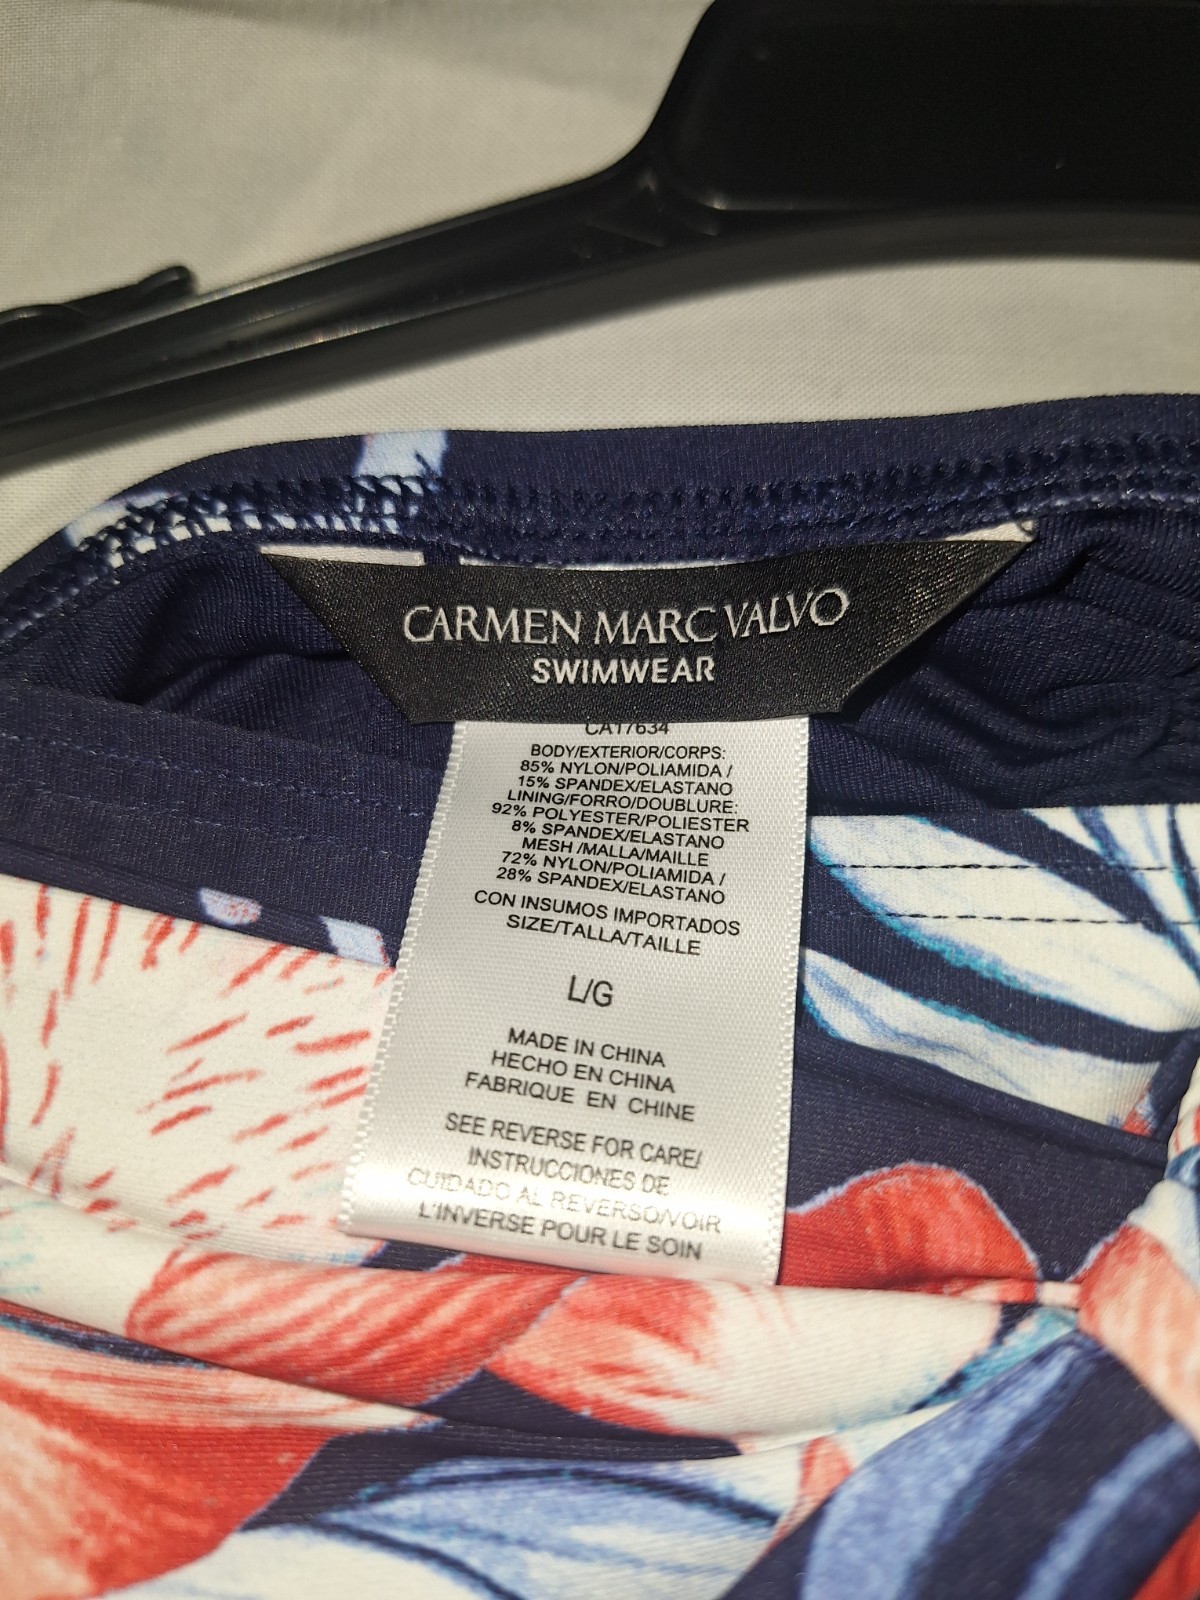 CARMEN MARC VALVO
SWIMWEAR
CA17634
BODY/EXTERIOR/CORPS:
85% NYLON/POLIAMIDA /
15% SPANDEX/ELASTANO
LINING/FORRO/DOUBLURE:
92% POLYESTER/POLIESTER
8% SPANDEX/ELASTANO
MESH /MALLA/MAILLE
72% NYLON/POLIAMIDA /
28% SPANDEX/ELASTANO
CON INSUMOS IMPORTADOS
SIZE/TALLA/TAILLE
L/G
MADE IN CHINA
HECHO EN CHINA
FABRIQUE EN CHINE
SEE REVERSE FOR CARE/
INSTRUCCIONES DE
CUIDADO AL REVERSO/VOIR
L'INVERSE POUR LE SOIN